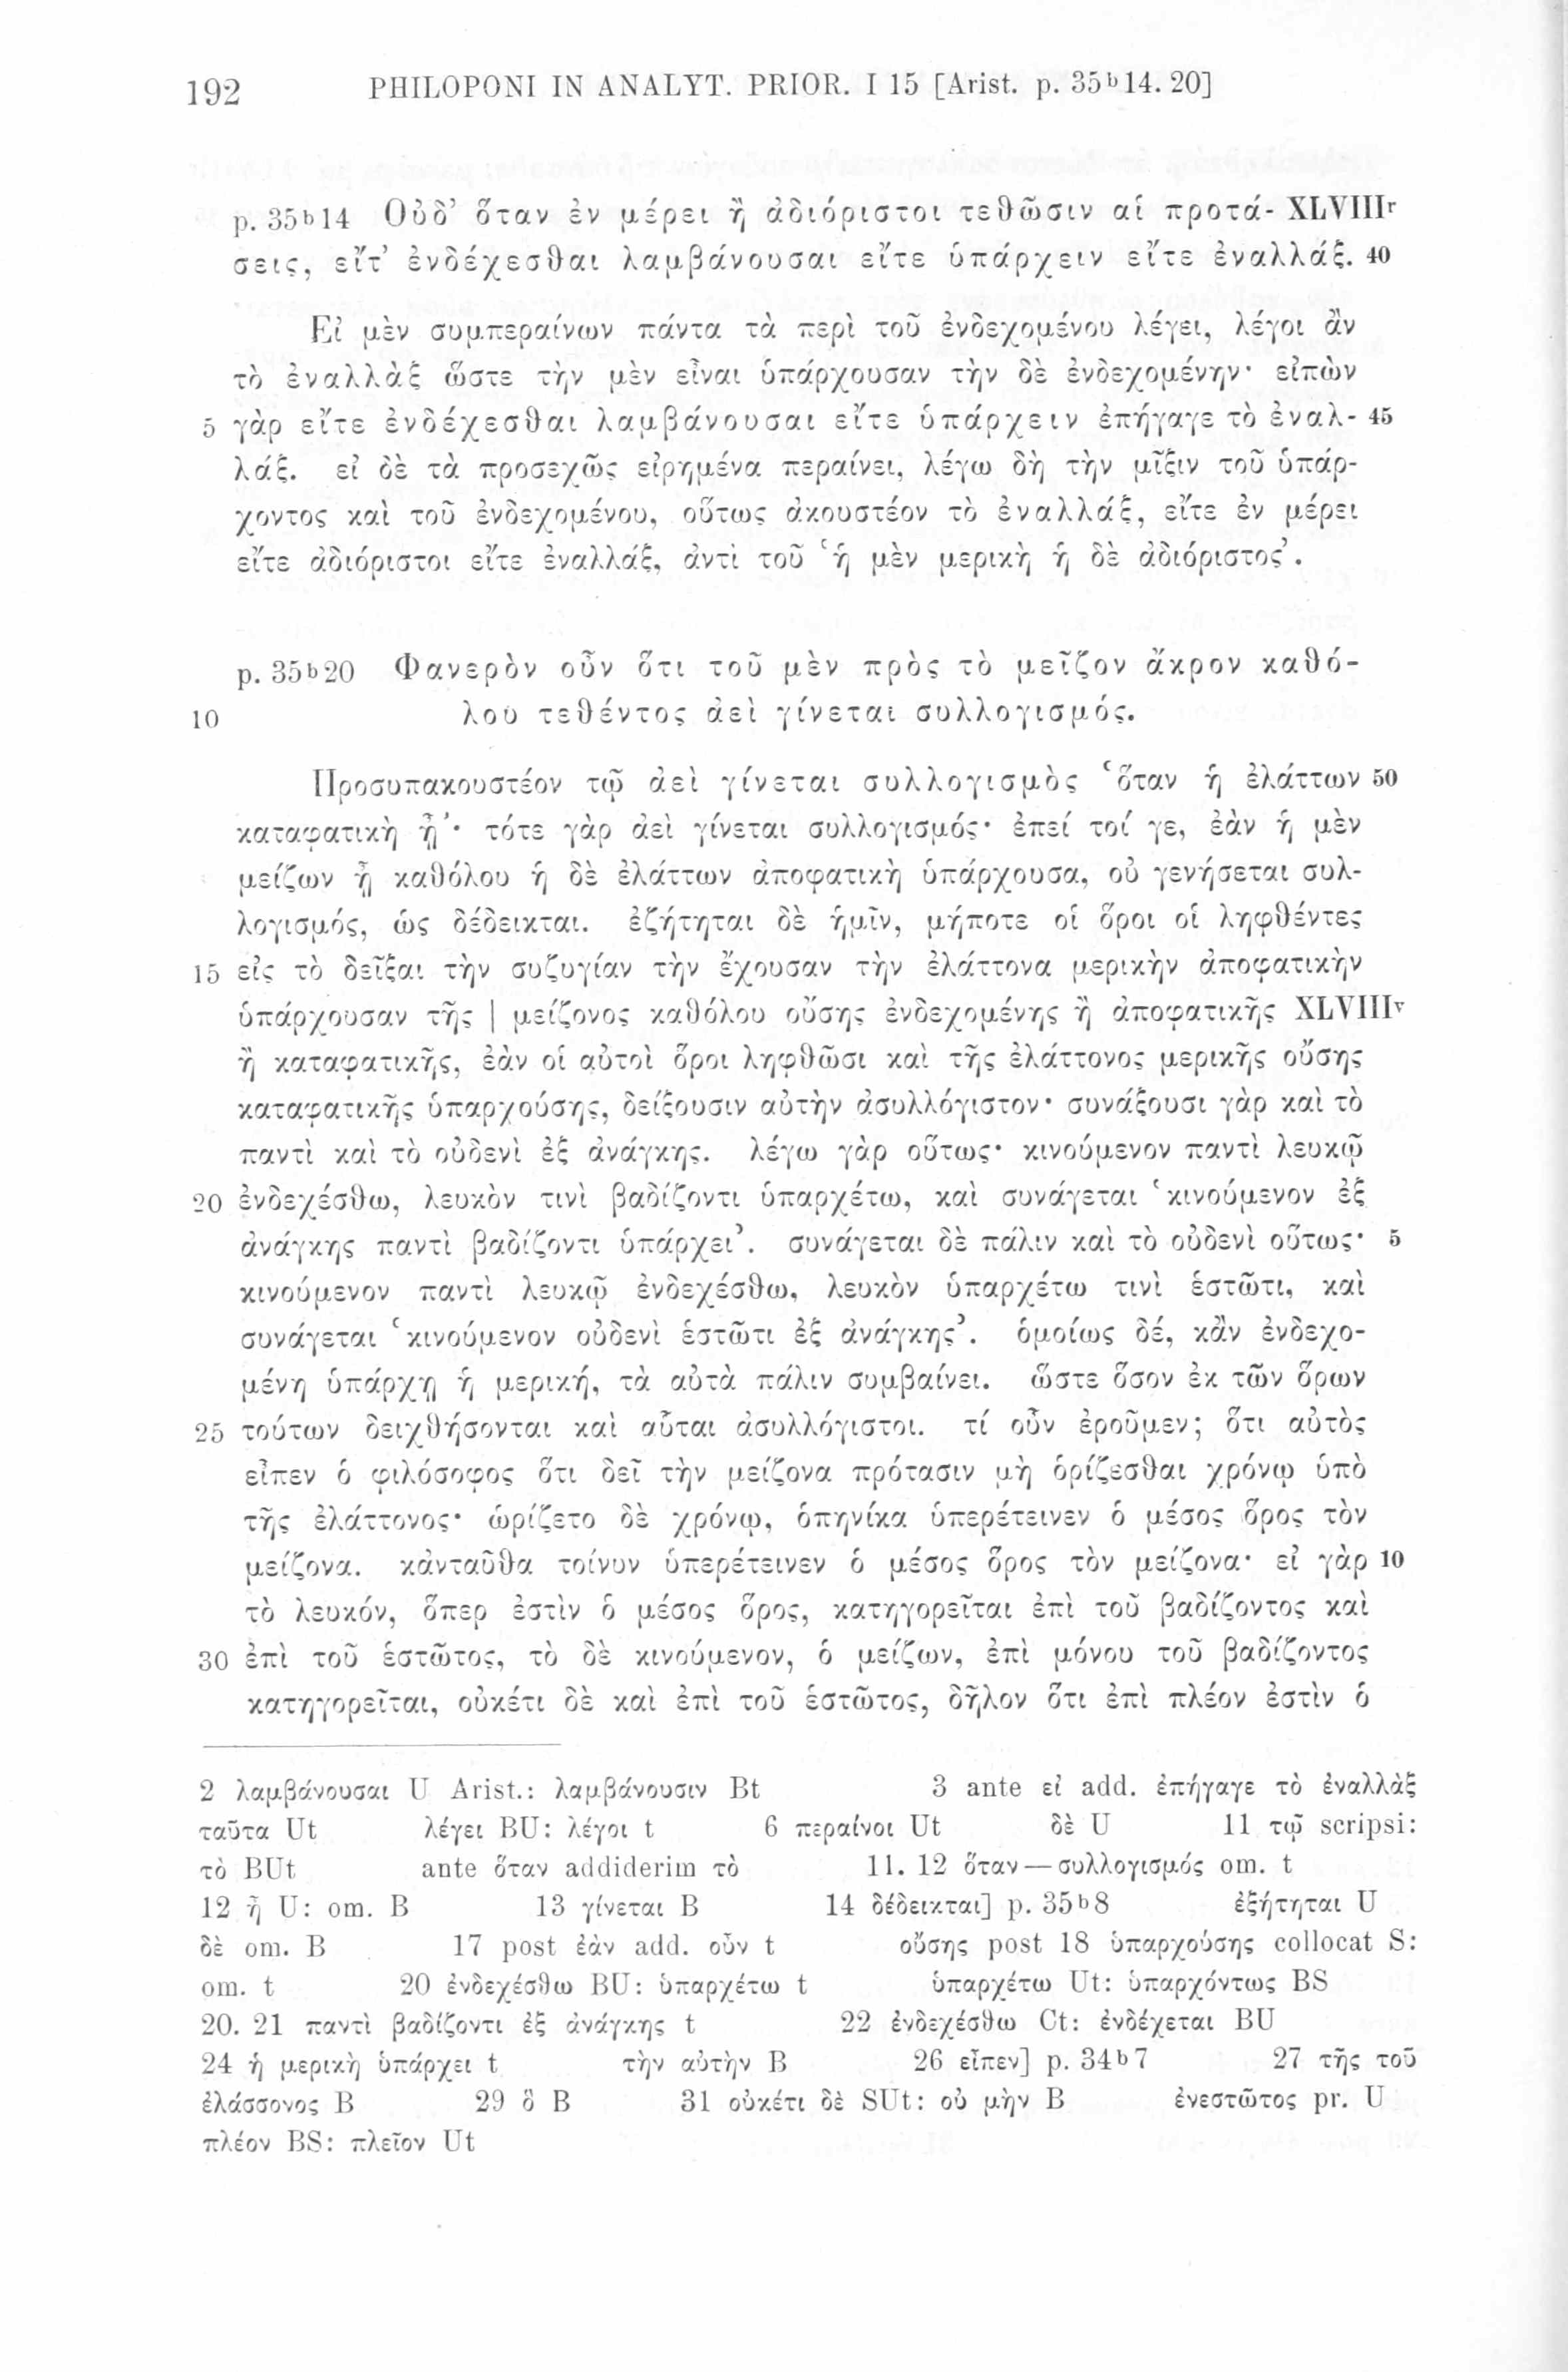 192 PHILOPONI IN ANALYT. PRIOR. I 15 [Arist. p. 35ᵇ14. 20]
p. 35ᵇ14 Οὐδ’ ὅταν ἐν μέρει ἢ ἀδιόριστοι τεθῶσιν αἱ προτά- XLVIIIʳ
σεις, εἴτ’ ἐνδέχεσθαι λαμβάνουσαι εἴτε ὑπάρχειν εἴτε ἐναλλάξ. 40
Εἰ μὲν συμπεραίνων πάντα τὰ περὶ τοῦ ἐνδεχομένου λέγει, λέγοι ἂν
τὸ ἐναλλὰξ ὥστε τὴν μὲν εἶναι ὑπάρχουσαν τὴν δὲ ἐνδεχομένην· εἰπὼν
5 γὰρ εἴτε ἐνδέχεσθαι λαμβάνουσαι εἴτε ὑπάρχειν ἐπήγαγε τὸ ἐναλ- 45
λάξ. εἰ δὲ τὰ προσεχῶς εἰρημένα περαίνει, λέγω δὴ τὴν μῖξιν τοῦ ὑπάρ-
χοντος καὶ τοῦ ἐνδεχομένου, οὕτως ἀκουστέον τὸ ἐναλλάξ, εἴτε ἐν μέρει
εἴτε ἀδιόριστοι εἴτε ἐναλλάξ, ἀντὶ τοῦ ‘ἡ μὲν μερικὴ ἡ δὲ ἀδιόριστος’.
p. 35ᵇ20 Φανερὸν οὖν ὅτι τοῦ μὲν πρὸς τὸ μεῖζον ἄκρον καθό-
10 λου τεθέντος ἀεὶ γίνεται συλλογισμός.
Προσυπακουστέον τῷ ἀεὶ γίνεται συλλογισμὸς ‘ὅταν ἡ ἐλάττων 50
καταφατικὴ ᾖ’· τότε γὰρ ἀεὶ γίνεται συλλογισμός· ἐπεί τοί γε, ἐὰν ἡ μὲν
μείζων ᾖ καθόλου ἡ δὲ ἐλάττων ἀποφατικὴ ὑπάρχουσα, οὐ γενήσεται συλ-
λογισμός, ὡς δέδεικται. ἐζήτηται δὲ ἡμῖν, μήποτε οἱ ὅροι οἱ ληφθέντες
15 εἰς τὸ δεῖξαι τὴν συζυγίαν τὴν ἔχουσαν τὴν ἐλάττονα μερικὴν ἀποφατικὴν
ὑπάρχουσαν τῆς | μείζονος καθόλου οὔσης ἐνδεχομένης ἢ ἀποφατικῆς XLVIIIᵛ
ἢ καταφατικῆς, ἐὰν οἱ αὐτοὶ ὅροι ληφθῶσι καὶ τῆς ἐλάττονος μερικῆς οὔσης
καταφατικῆς ὑπαρχούσης, δείξουσιν αὐτὴν ἀσυλλόγιστον· συνάξουσι γὰρ καὶ τὸ
παντὶ καὶ τὸ οὐδενὶ ἐξ ἀνάγκης. λέγω γὰρ οὕτως· κινούμενον παντὶ λευκῷ
20 ἐνδεχέσθω, λευκὸν τινὶ βαδίζοντι ὑπαρχέτω, καὶ συνάγεται ‘κινούμενον ἐξ
ἀνάγκης παντὶ βαδίζοντι ὑπάρχει’. συνάγεται δὲ πάλιν καὶ τὸ οὐδενὶ οὕτως· 5
κινούμενον παντὶ λευκῷ ἐνδεχέσθω, λευκὸν ὑπαρχέτω τινὶ ἑστῶτι, καὶ
συνάγεται ‘κινούμενον οὐδενὶ ἑστῶτι ἐξ ἀνάγκης’. ὁμοίως δέ, κἂν ἐνδεχο-
μένη ὑπάρχῃ ἡ μερική, τὰ αὐτὰ πάλιν συμβαίνει. ὥστε ὅσον ἐκ τῶν ὅρων
25 τούτων δειχθήσονται καὶ αὗται ἀσυλλόγιστοι. τί οὖν ἐροῦμεν; ὅτι αὐτὸς
εἶπεν ὁ φιλόσοφος ὅτι δεῖ τὴν μείζονα πρότασιν μὴ ὁρίζεσθαι χρόνῳ ὑπὸ
τῆς ἐλάττονος· ὡρίζετο δὲ χρόνῳ, ὁπηνίκα ὑπερέτεινεν ὁ μέσος ὅρος τὸν
μείζονα. κἀνταῦθα τοίνυν ὑπερέτεινεν ὁ μέσος ὅρος τὸν μείζονα· εἰ γὰρ 10
τὸ λευκόν, ὅπερ ἐστὶν ὁ μέσος ὅρος, κατηγορεῖται ἐπὶ τοῦ βαδίζοντος καὶ
30 ἐπὶ τοῦ ἑστῶτος, τὸ δὲ κινούμενον, ὁ μείζων, ἐπὶ μόνου τοῦ βαδίζοντος
κατηγορεῖται, οὐκέτι δὲ καὶ ἐπὶ τοῦ ἑστῶτος, δῆλον ὅτι ἐπὶ πλέον ἐστὶν ὁ
2 λαμβάνουσαι U Arist.: λαμβάνουσιν Bt 3 ante εἰ add. ἐπήγαγε τὸ ἐναλλὰξ
ταῦτα Ut λέγει BU: λέγοι t 6 περαίνοι Ut δὲ U 11 τῷ scripsi:
τὸ BUt ante ὅταν addiderim τὸ 11. 12 ὅταν — συλλογισμός om. t
12 ᾖ U: om. B 13 γίνεται B 14 δέδεικται] p. 35ᵇ8 ἐξήτηται U
δὲ om. B 17 post ἐὰν add. οὖν t οὔσης post 18 ὑπαρχούσης collocat S:
om. t 20 ἐνδεχέσθω BU: ὑπαρχέτω t ὑπαρχέτω Ut: ὑπαρχόντως BS
20. 21 παντὶ βαδίζοντι ἐξ ἀνάγκης t 22 ἐνδεχέσθω Ct: ἐνδέχεται BU
24 ἡ μερικὴ ὑπάρχει t τὴν αὐτὴν B 26 εἶπεν] p. 34ᵇ7 27 τῆς τοῦ
ἐλάσσονος B 29 ὃ B 31 οὐκέτι δὲ SUt: οὐ μὴν B ἐνεστῶτος pr. U
πλέον BS: πλεῖον Ut